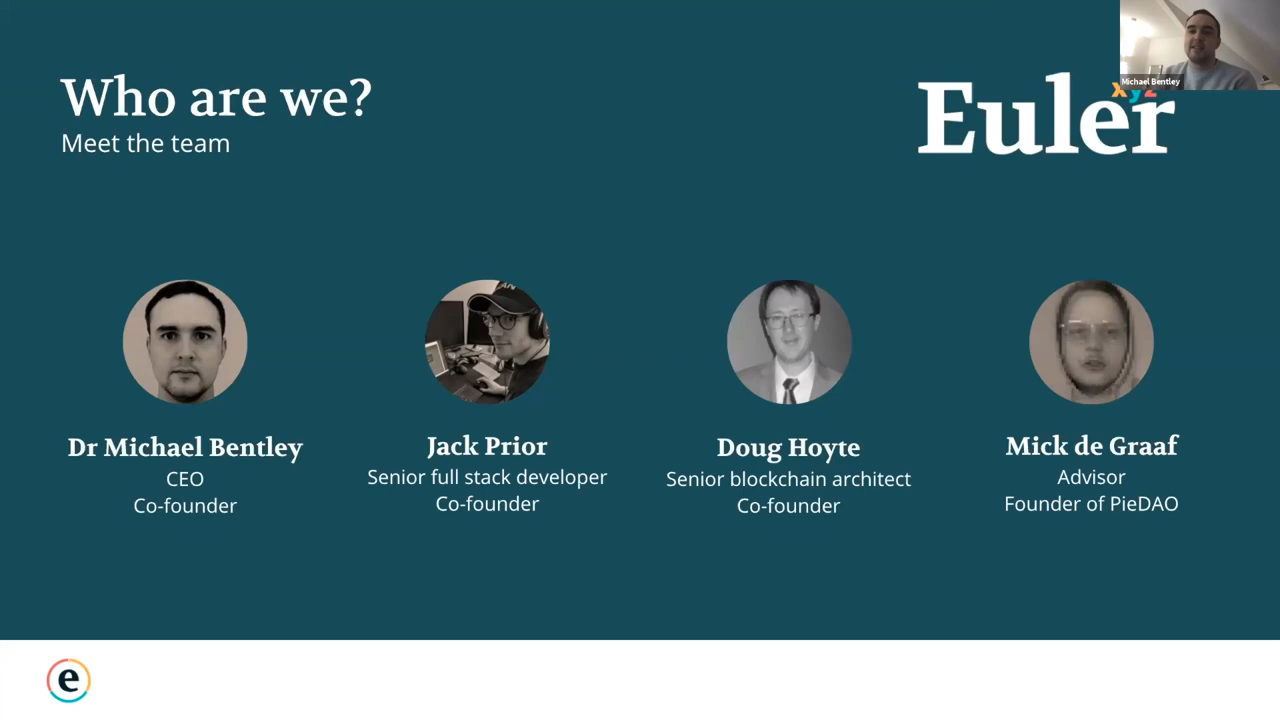 Who are we?
Meet the team
Michael Bentley
xyz
Euler
Dr Michael Bentley
CEO
Co-founder
Jack Prior
Senior full stack developer
Co-founder
Doug Hoyte
Senior blockchain architect
Co-founder
Mick de Graaf
Advisor
Founder of PieDAO
e